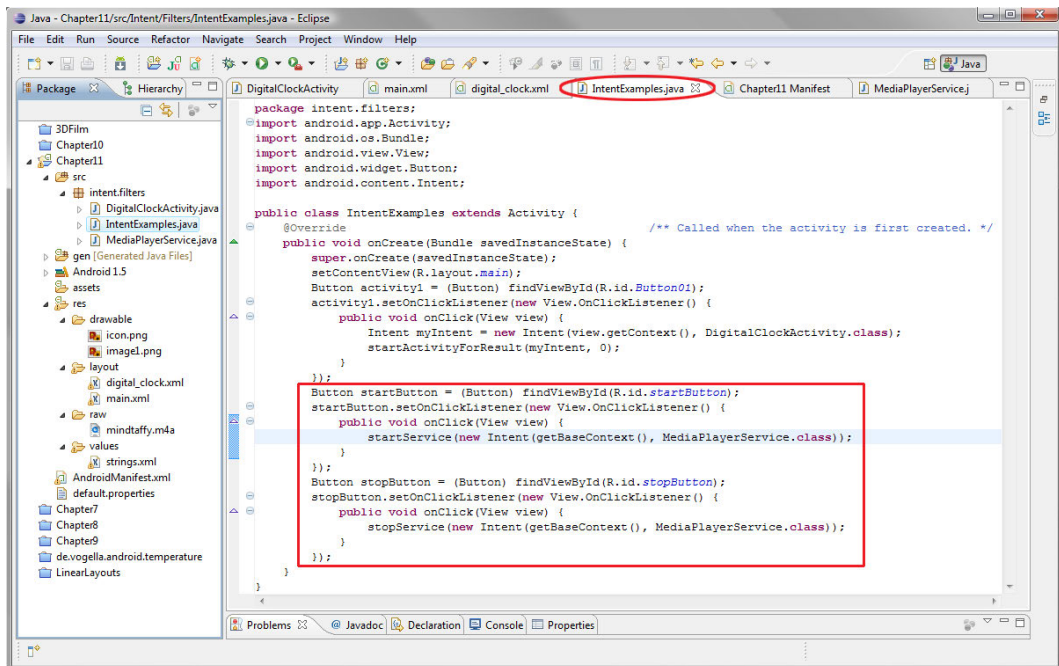 Java - Chapter11/src/Intent/Filters/IntentExamples.java - Eclipse
File Edit Run Source Refactor Navigate Search Project Window Help
Java
Package
Hierarchy
3DFilm
Chapter10
Chapter11
src
intent.filters
DigitalClockActivity.java
IntentExamples.java
MediaPlayerService.java
gen [Generated Java Files]
Android 1.5
assets
res
drawable
icon.png
image1.png
layout
digital_clock.xml
main.xml
raw
mindtaffy.m4a
values
strings.xml
AndroidManifest.xml
default.properties
Chapter7
Chapter8
Chapter9
de.vogella.android.temperature
LinearLayouts
DigitalClockActivity
main.xml
digital_clock.xml
IntentExamples.java
Chapter11 Manifest
MediaPlayerService.j
package intent.filters;
import android.app.Activity;
import android.os.Bundle;
import android.view.View;
import android.widget.Button;
import android.content.Intent;
public class IntentExamples extends Activity {
@Override /** Called when the activity is first created. */
public void onCreate(Bundle savedInstanceState) {
super.onCreate(savedInstanceState);
setContentView(R.layout.main);
Button activity1 = (Button) findViewById(R.id.Button01);
activity1.setOnClickListener(new View.OnClickListener() {
public void onClick(View view) {
Intent myIntent = new Intent(view.getContext(), DigitalClockActivity.class);
startActivityForResult(myIntent, 0);
}
});
Button startButton = (Button) findViewById(R.id.startButton);
startButton.setOnClickListener(new View.OnClickListener() {
public void onClick(View view) {
startService(new Intent(getBaseContext(), MediaPlayerService.class));
}
});
Button stopButton = (Button) findViewById(R.id.stopButton);
stopButton.setOnClickListener(new View.OnClickListener() {
public void onClick(View view) {
stopService(new Intent(getBaseContext(), MediaPlayerService.class));
}
});
}
}
Problems
@ Javadoc
Declaration
Console
Properties